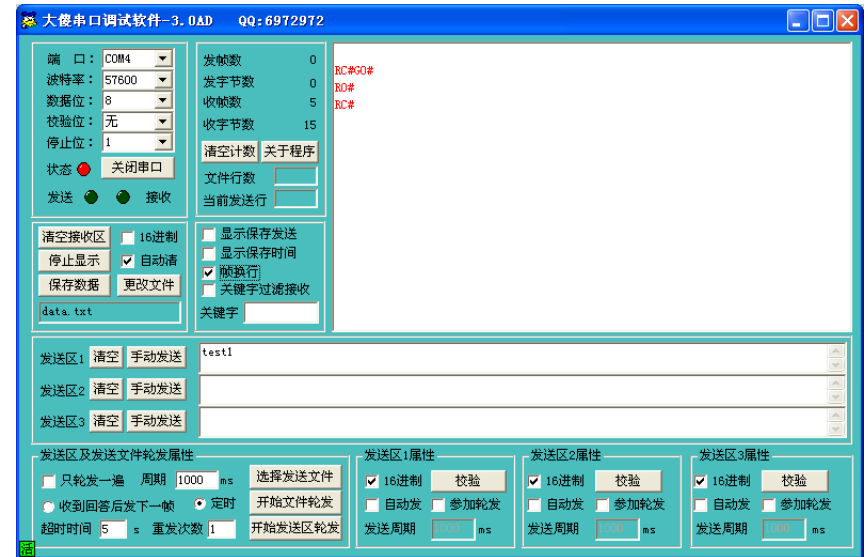 大傻串口调试软件-3.0AD QQ:6972972
端 口: COM4
波特率: 57600
数据位: 8
校验位: 无
停止位: 1
状态 关闭串口
发送 接收
发帧数 0
发字节数 0
收帧数 5
收字节数 15
清空计数 关于程序
文件行数
当前发送行
RC#GO#
RO#
RC#
清空接收区 16进制
停止显示 自动清
保存数据 更改文件
data.txt
显示保存发送
显示保存时间
帧换行
关键字过滤接收
关键字
发送区1 清空 手动发送 test1
发送区2 清空 手动发送
发送区3 清空 手动发送
发送区及发送文件轮发属性
只轮发一遍 周期 1000 ms 选择发送文件
收到回答后发下一帧 定时 开始文件轮发
超时时间 5 s 重发次数 1 开始发送区轮发
发送区1属性
16进制 校验
自动发 参加轮发
发送周期 1000 ms
发送区2属性
16进制 校验
自动发 参加轮发
发送周期 1000 ms
发送区3属性
16进制 校验
自动发 参加轮发
发送周期 1000 ms
活